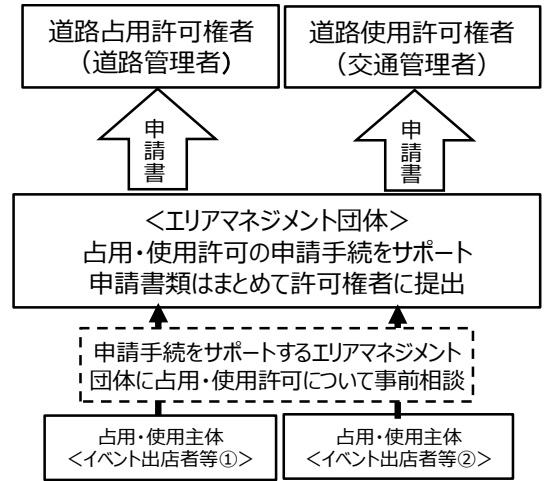 道路占用許可権者
（道路管理者）
道路使用許可権者
（交通管理者）
申請書
申請書
＜エリアマネジメント団体＞
占用・使用許可の申請手続をサポート
申請書類はまとめて許可権者に提出
申請手続をサポートするエリアマネジメント
団体に占用・使用許可について事前相談
占用・使用主体
＜イベント出店者等①＞
占用・使用主体
＜イベント出店者等②＞